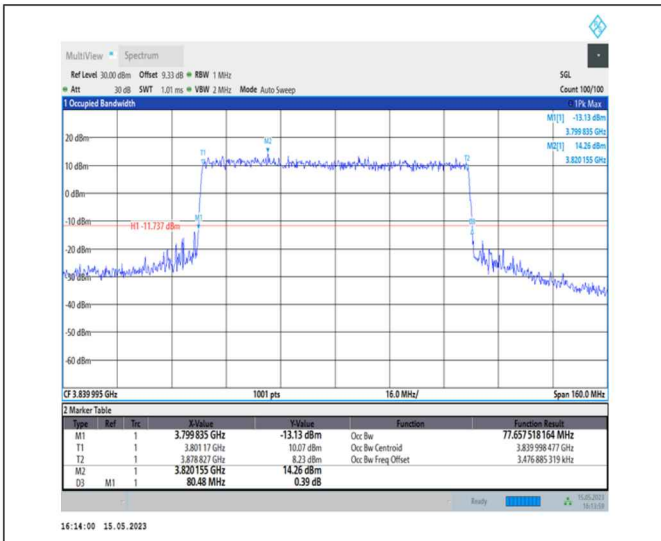 MultiView Spectrum
Ref Level 30.00 dBm Offset 9.33 dB RBW 1 MHz SGL
Att 30 dB SWT 1.01 ms VBW 2 MHz Mode Auto Sweep Count 100/100
1 Occupied Bandwidth 1Pk Max
M1[1] -13.13 dBm
3.799 835 GHz
M2[1] 14.26 dBm
3.820 155 GHz
20 dBm
M2
T1
T2
10 dBm
0 dBm
-10 dBm
M1
H1 -11.737 dBm
D3
-20 dBm
-30 dBm
-40 dBm
-50 dBm
-60 dBm
CF 3.839 995 GHz 1001 pts 16.0 MHz/ Span 160.0 MHz
2 Marker Table
Type Ref Trc X-Value Y-Value Function Function Result
M1 1 3.799 835 GHz -13.13 dBm Occ Bw 77.657 518 164 MHz
T1 1 3.801 17 GHz 10.07 dBm Occ Bw Centroid 3.839 998 477 GHz
T2 1 3.878 827 GHz 8.23 dBm Occ Bw Freq Offset 3.476 885 319 kHz
M2 1 3.820 155 GHz 14.26 dBm
D3 M1 1 80.48 MHz 0.39 dB
Ready 15.05.2023
16:13:59
16:14:00 15.05.2023